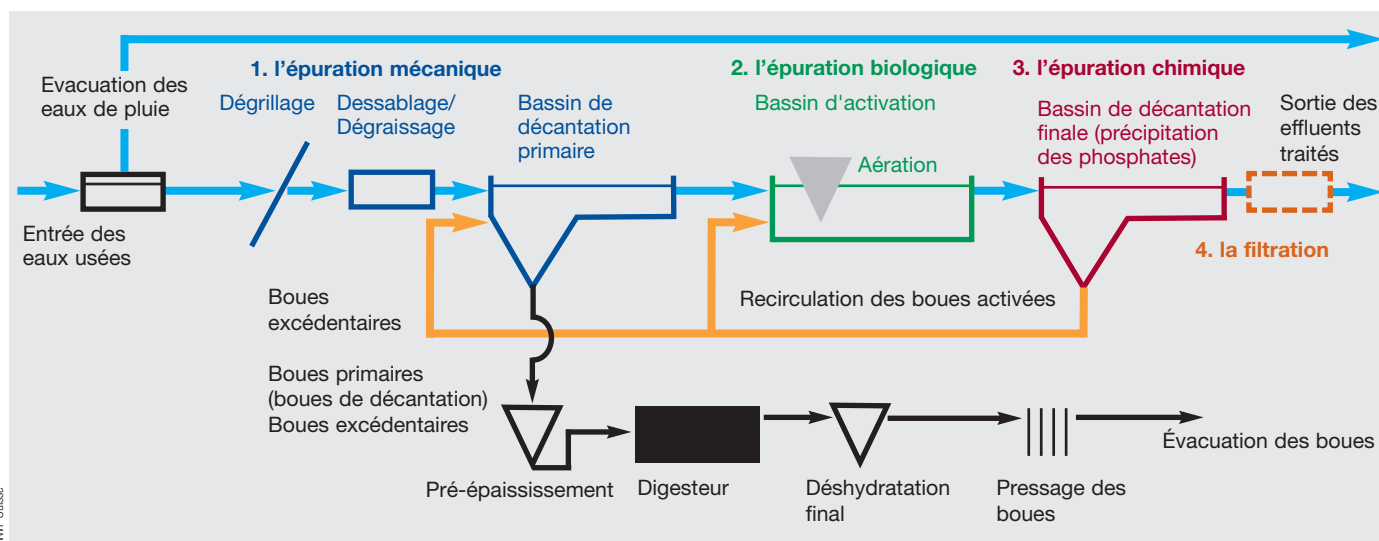 1. l'épuration mécanique
2. l'épuration biologique
3. l'épuration chimique
Evacuation des
eaux de pluie
Dégrillage
Dessablage/
Dégraissage
Bassin de
décantation
primaire
Bassin d'activation
Aération
Bassin de décantation
finale (précipitation
des phosphates)
Sortie des
effluents
traités
Entrée des
eaux usées
4. la filtration
Boues
excédentaires
Recirculation des boues activées
Boues primaires
(boues de décantation)
Boues excédentaires
Pré-épaississement
Digesteur
Déshydratation
final
Pressage des
boues
Évacuation des boues